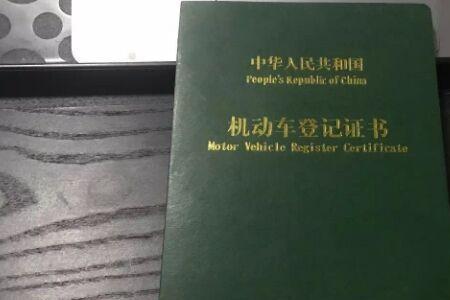 中华人民共和国
People's Republic of China
机动车登记证书
Motor Vehicle Register Certificate